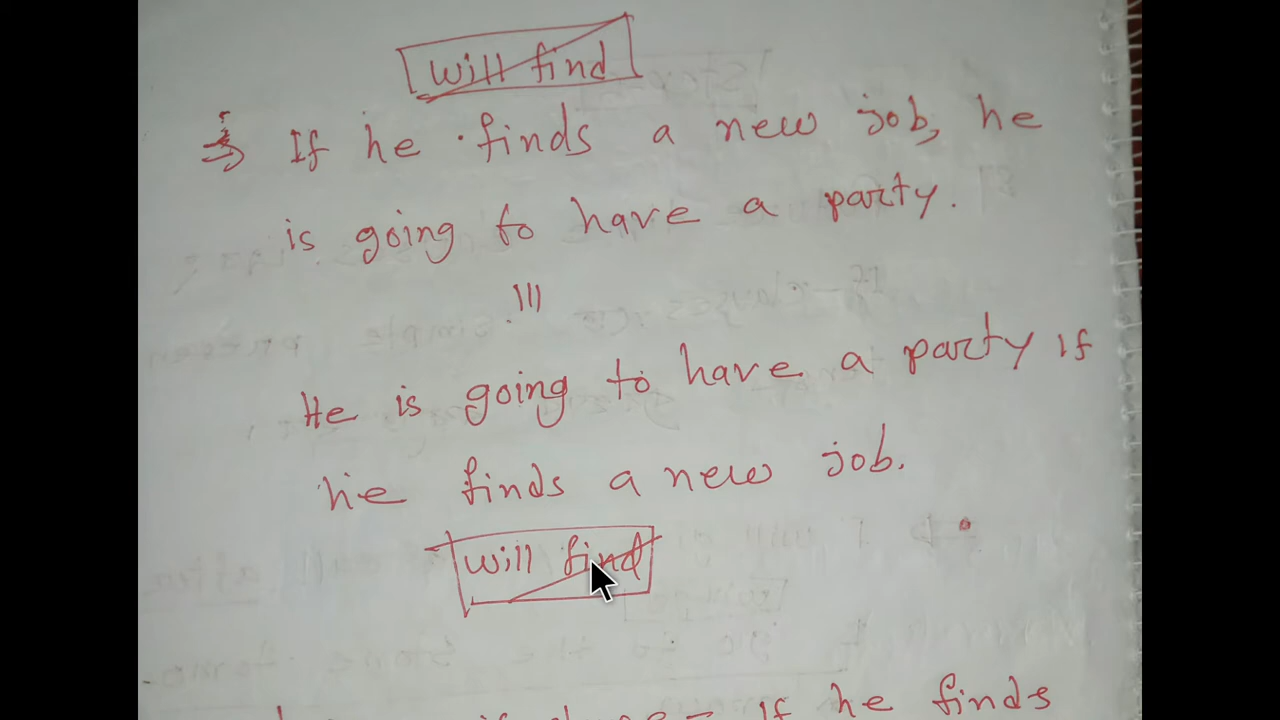 will find
If he finds a new job, he
is going to have a party.
He is going to have a party if
he finds a new job.
will find
if he finds